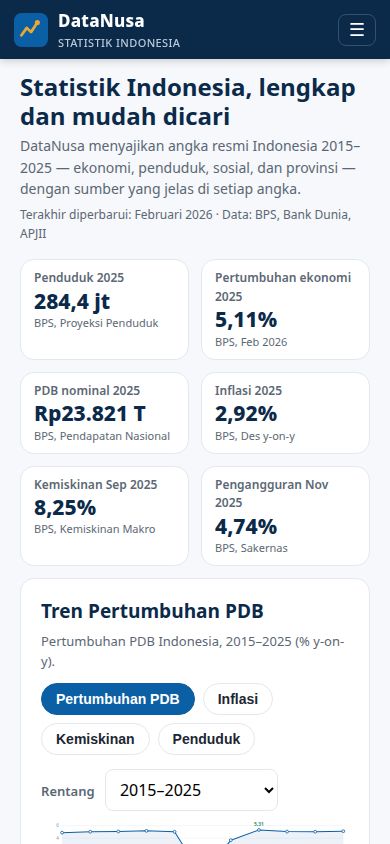 DataNusa
STATISTIK INDONESIA
Statistik Indonesia, lengkap
dan mudah dicari
DataNusa menyajikan angka resmi Indonesia 2015–
2025 — ekonomi, penduduk, sosial, dan provinsi —
dengan sumber yang jelas di setiap angka.
Terakhir diperbarui: Februari 2026 · Data: BPS, Bank Dunia,
APJII
Penduduk 2025
284,4 jt
BPS, Proyeksi Penduduk
Pertumbuhan ekonomi
2025
5,11%
BPS, Feb 2026
PDB nominal 2025
Rp23.821 T
BPS, Pendapatan Nasional
Inflasi 2025
2,92%
BPS, Des y-on-y
Kemiskinan Sep 2025
8,25%
BPS, Kemiskinan Makro
Pengangguran Nov
2025
4,74%
BPS, Sakernas
Tren Pertumbuhan PDB
Pertumbuhan PDB Indonesia, 2015–2025 (% y-on-
y).
Pertumbuhan PDB
Inflasi
Kemiskinan
Penduduk
Rentang
2015–2025
6
5.31
4